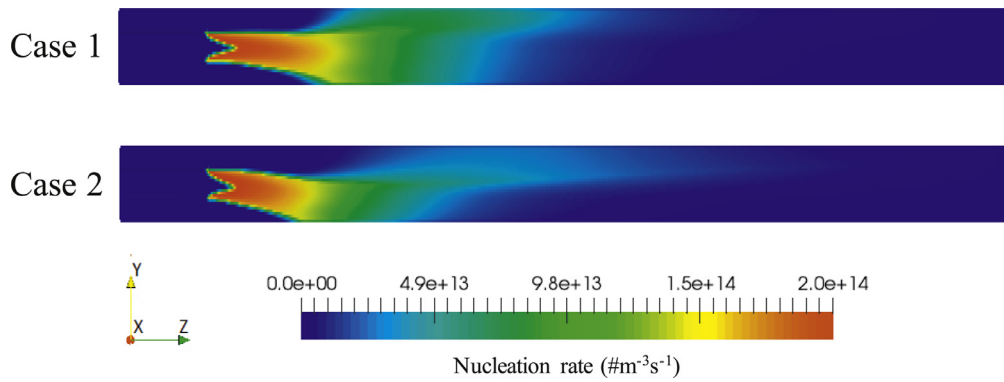 Case 1
Case 2
Y
X Z
0.0e+00 4.9e+13 9.8e+13 1.5e+14 2.0e+14
Nucleation rate (#m⁻³s⁻¹)